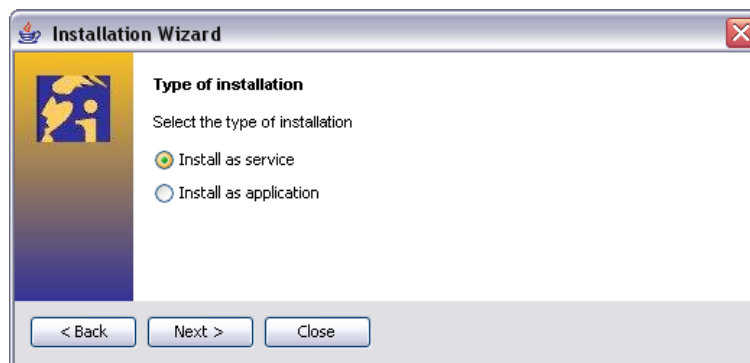 Installation Wizard
Type of installation
Select the type of installation
Install as service
Install as application
< Back Next > Close